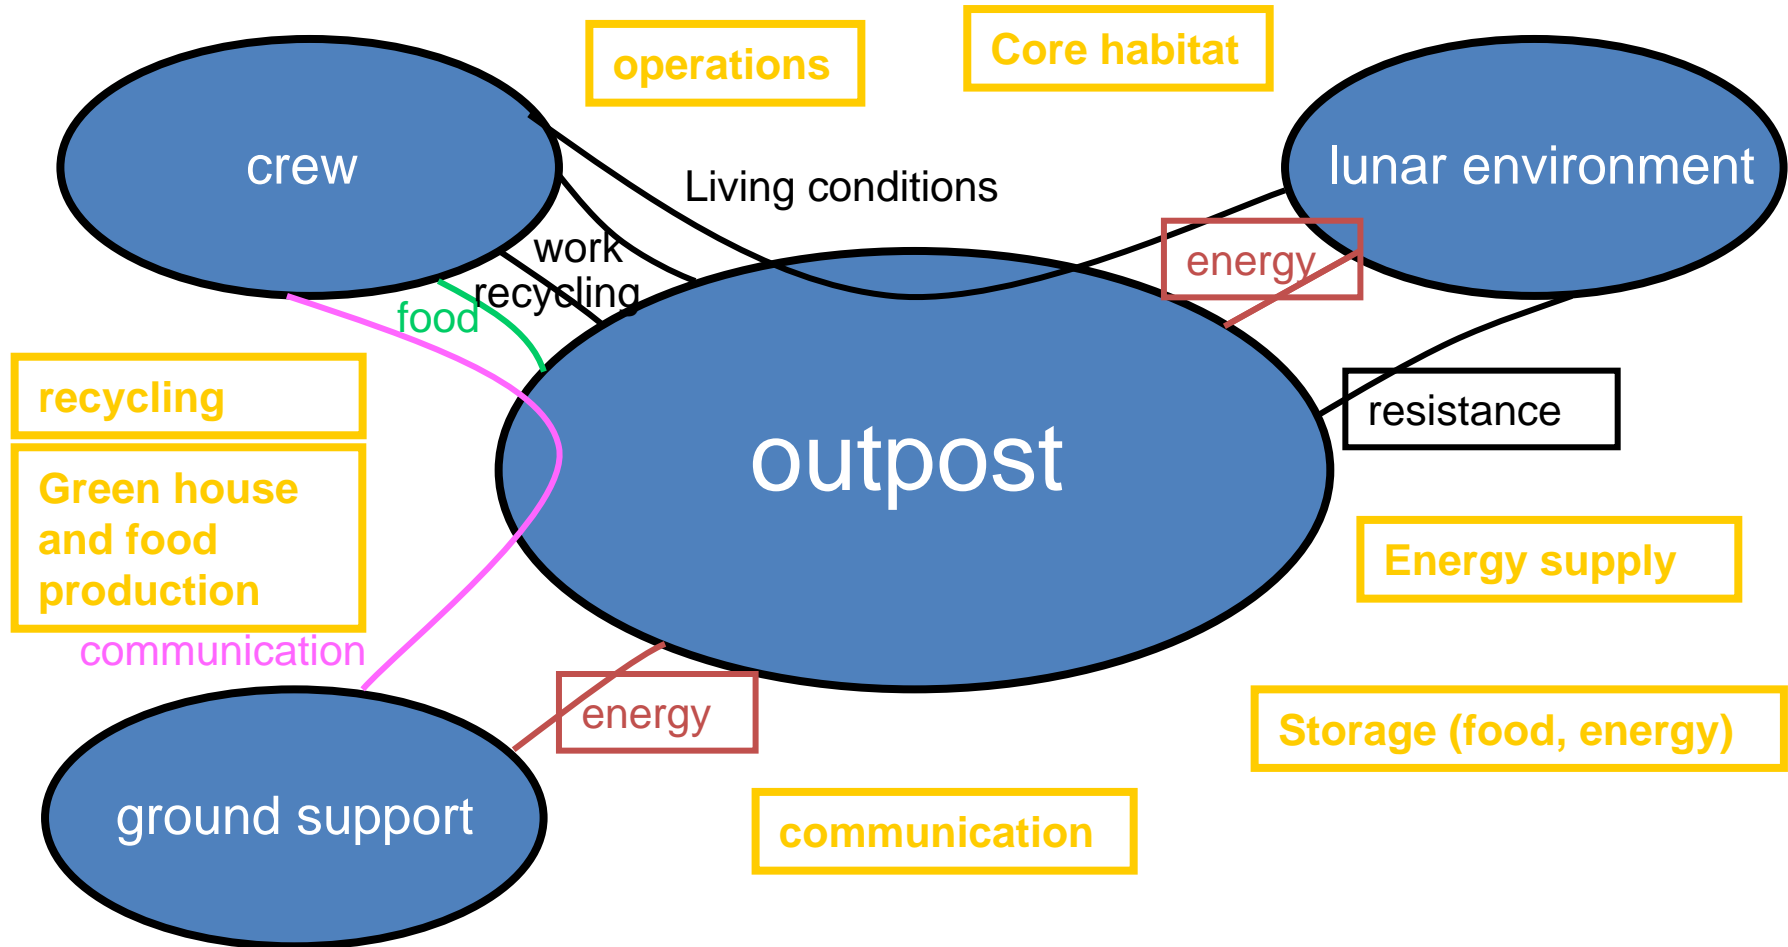 operations
Core habitat
crew
lunar environment
Living conditions
work
energy
recycling
food
recycling
resistance
outpost
Green house
and food
production
Energy supply
communication
energy
Storage (food, energy)
ground support
communication